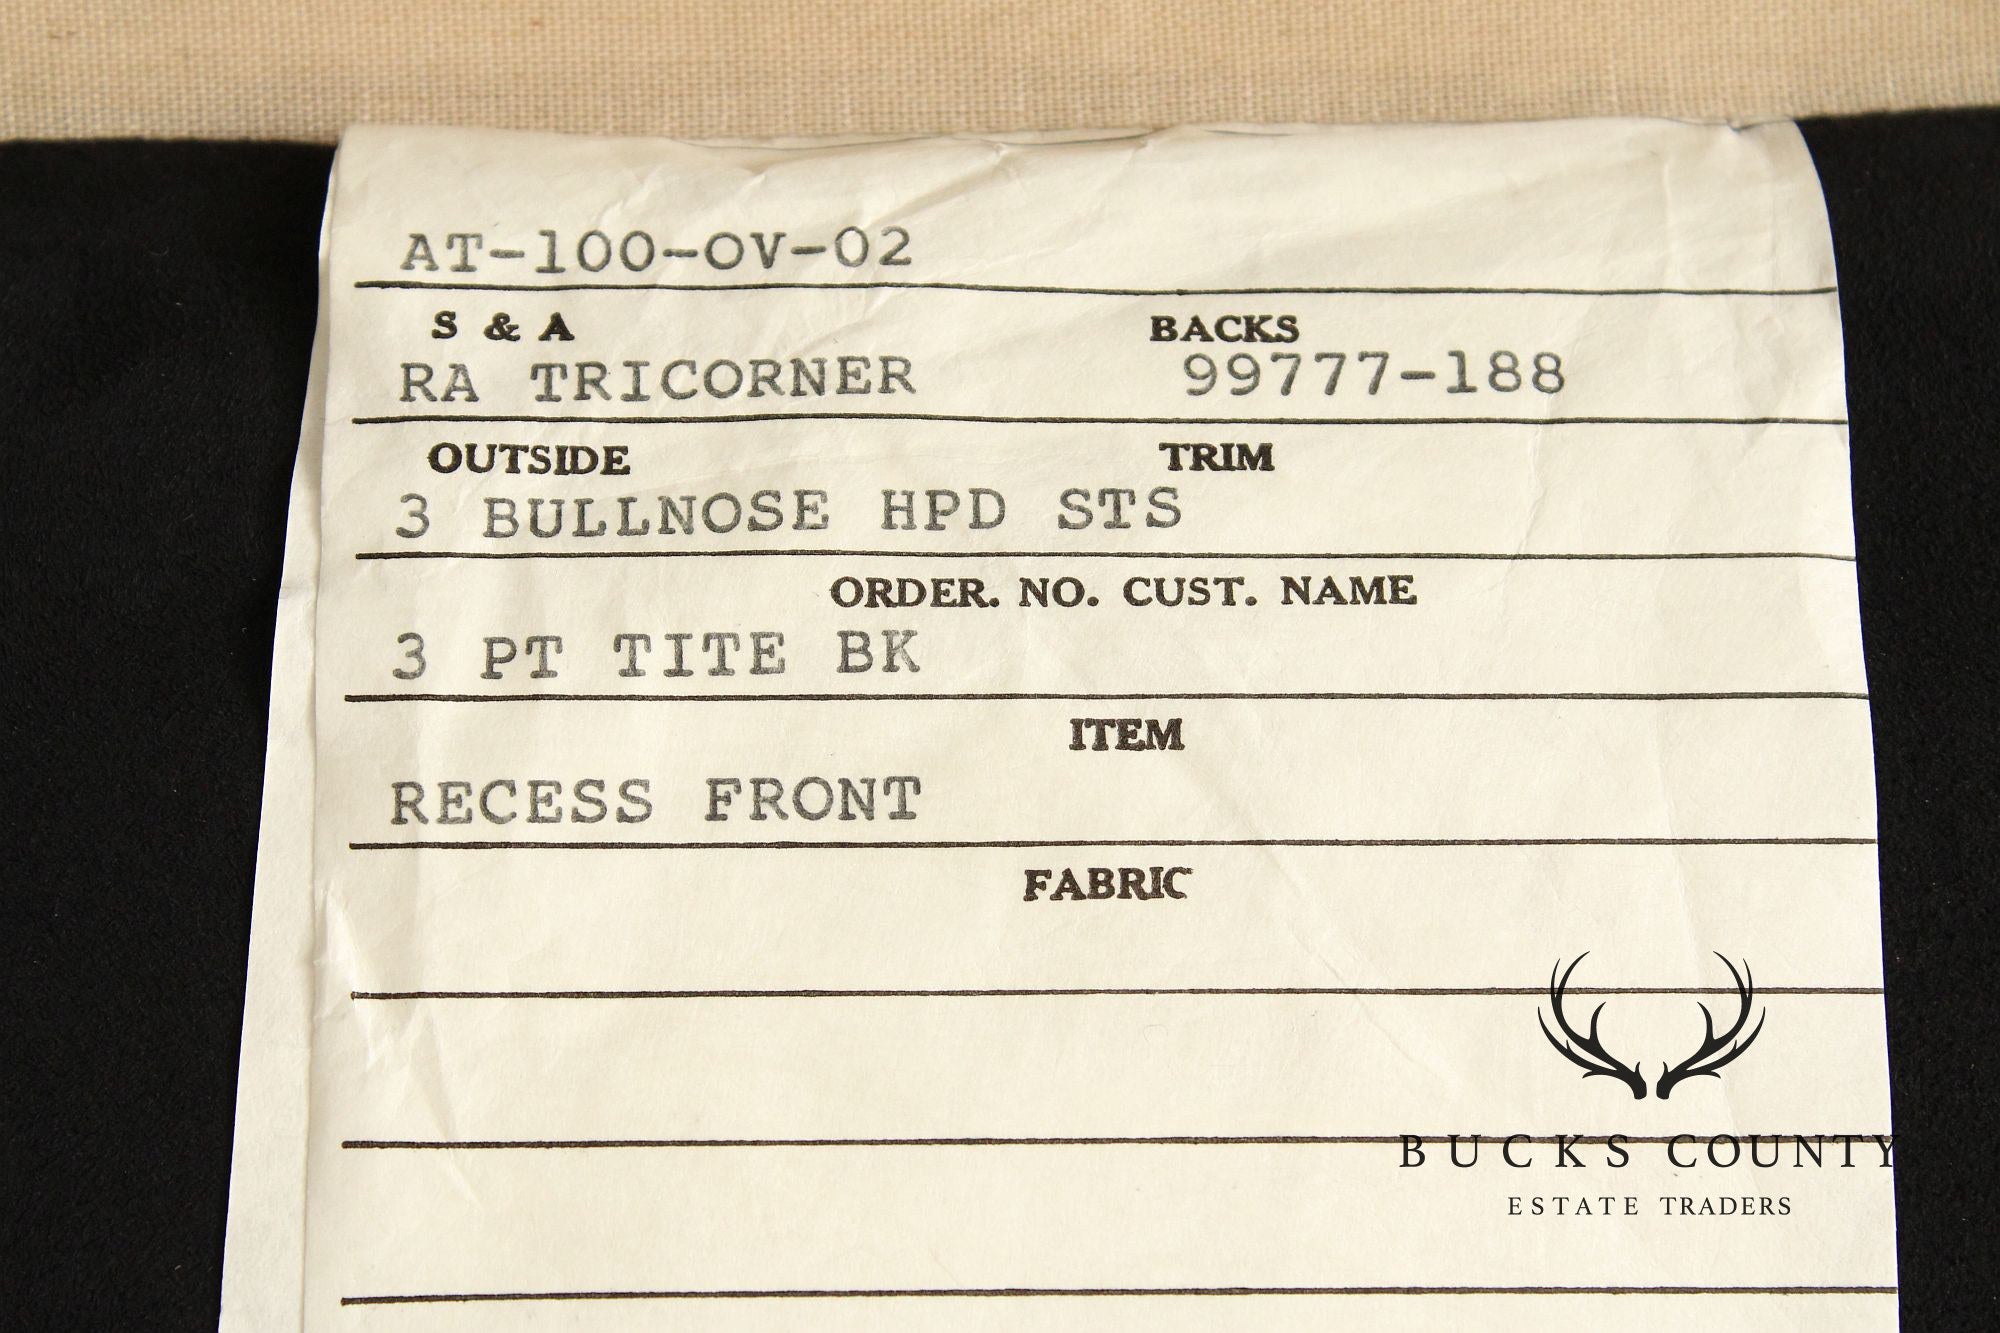 AT-100-OV-02
S & A BACKS
RA TRICORNER 99777-188
OUTSIDE TRIM
3 BULLNOSE HPD STS
ORDER. NO. CUST. NAME
3 PT TITE BK
ITEM
RECESS FRONT
FABRIC
BUCKS COUNTY
ESTATE TRADERS